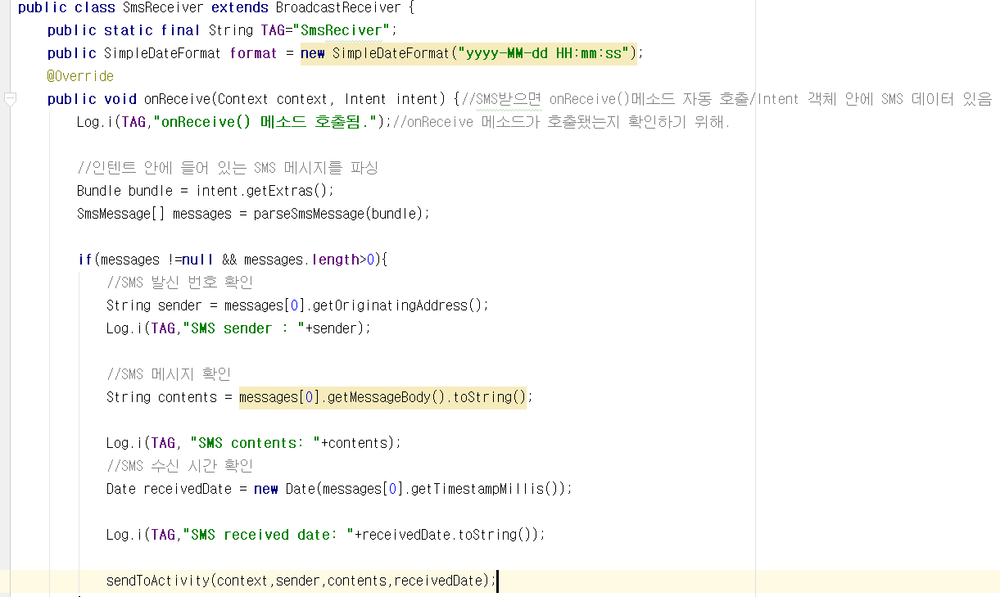 public class SmsReceiver extends BroadcastReceiver {
public static final String TAG="SmsReciver";
public SimpleDateFormat format = new SimpleDateFormat("yyyy-MM-dd HH:mm:ss");
@Override
public void onReceive(Context context, Intent intent) {//SMS받으면 onReceive()메소드 자동 호출/Intent 객체 안에 SMS 데이터 있음
Log.i(TAG,"onReceive() 메소드 호출됨.");//onReceive 메소드가 호출됐는지 확인하기 위해.
//인텐트 안에 들어 있는 SMS 메시지를 파싱
Bundle bundle = intent.getExtras();
SmsMessage[] messages = parseSmsMessage(bundle);
if(messages !=null && messages.length>0){
//SMS 발신 번호 확인
String sender = messages[0].getOriginatingAddress();
Log.i(TAG,"SMS sender : "+sender);
//SMS 메시지 확인
String contents = messages[0].getMessageBody().toString();
Log.i(TAG, "SMS contents: "+contents);
//SMS 수신 시간 확인
Date receivedDate = new Date(messages[0].getTimestampMillis());
Log.i(TAG,"SMS received date: "+receivedDate.toString());
sendToActivity(context,sender,contents,receivedDate);